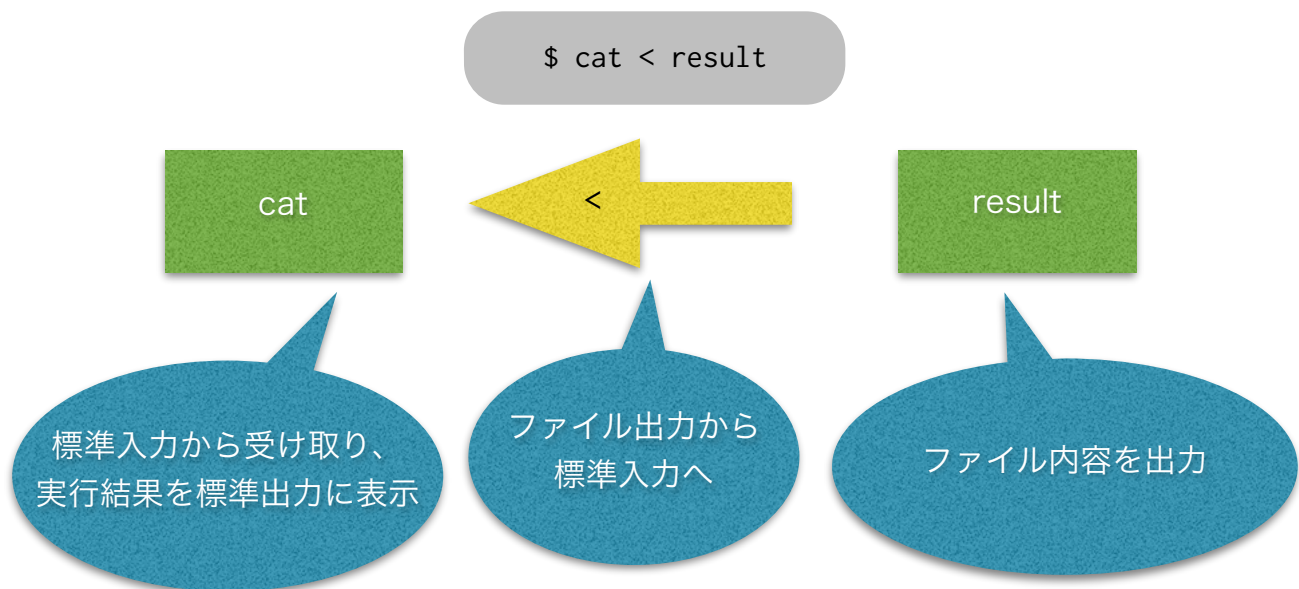 $ cat < result
cat
<
result
標準入力から受け取り、
実行結果を標準出力に表示
ファイル出力から
標準入力へ
ファイル内容を出力